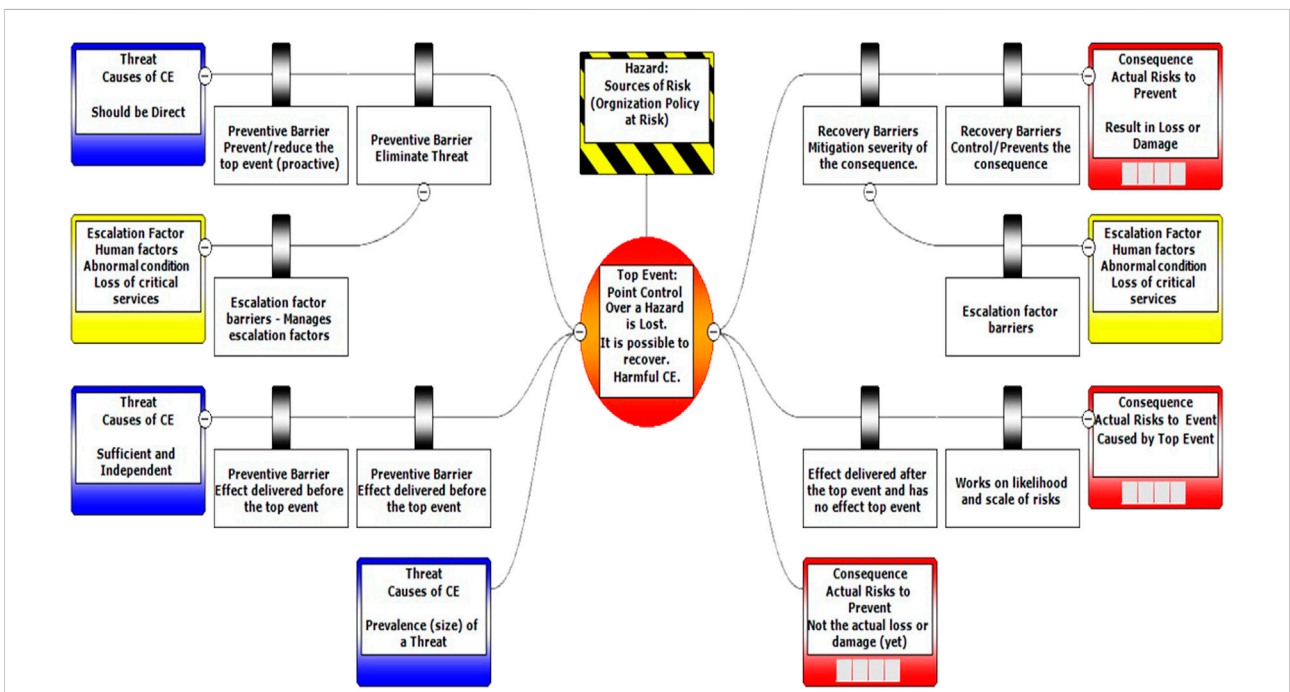 Threat
Causes of CE
Should be Direct
Preventive Barrier
Prevent/reduce the
top event (proactive)
Preventive Barrier
Eliminate Threat
Hazard:
Sources of Risk
(Orgnization Policy
at Risk)
Recovery Barriers
Mitigation severity of
the consequence.
Recovery Barriers
Control/Prevents the
consequence
Consequence
Actual Risks to
Prevent
Result in Loss or
Damage
Escalation Factor
Human factors
Abnormal condition
Loss of critical
services
Escalation factor
barriers - Manages
escalation factors
Top Event:
Point Control
Over a Hazard
is Lost.
It is possible to
recover.
Harmful CE.
Escalation factor
barriers
Escalation Factor
Human factors
Abnormal condition
Loss of critical
services
Threat
Causes of CE
Sufficient and
Independent
Preventive Barrier
Effect delivered before
the top event
Preventive Barrier
Effect delivered before
the top event
Effect delivered after
the top event and has
no effect top event
Works on likelihood
and scale of risks
Consequence
Actual Risks to Event
Caused by Top Event
Threat
Causes of CE
Prevalence (size) of
a Threat
Consequence
Actual Risks to
Prevent
Not the actual loss or
damage (yet)